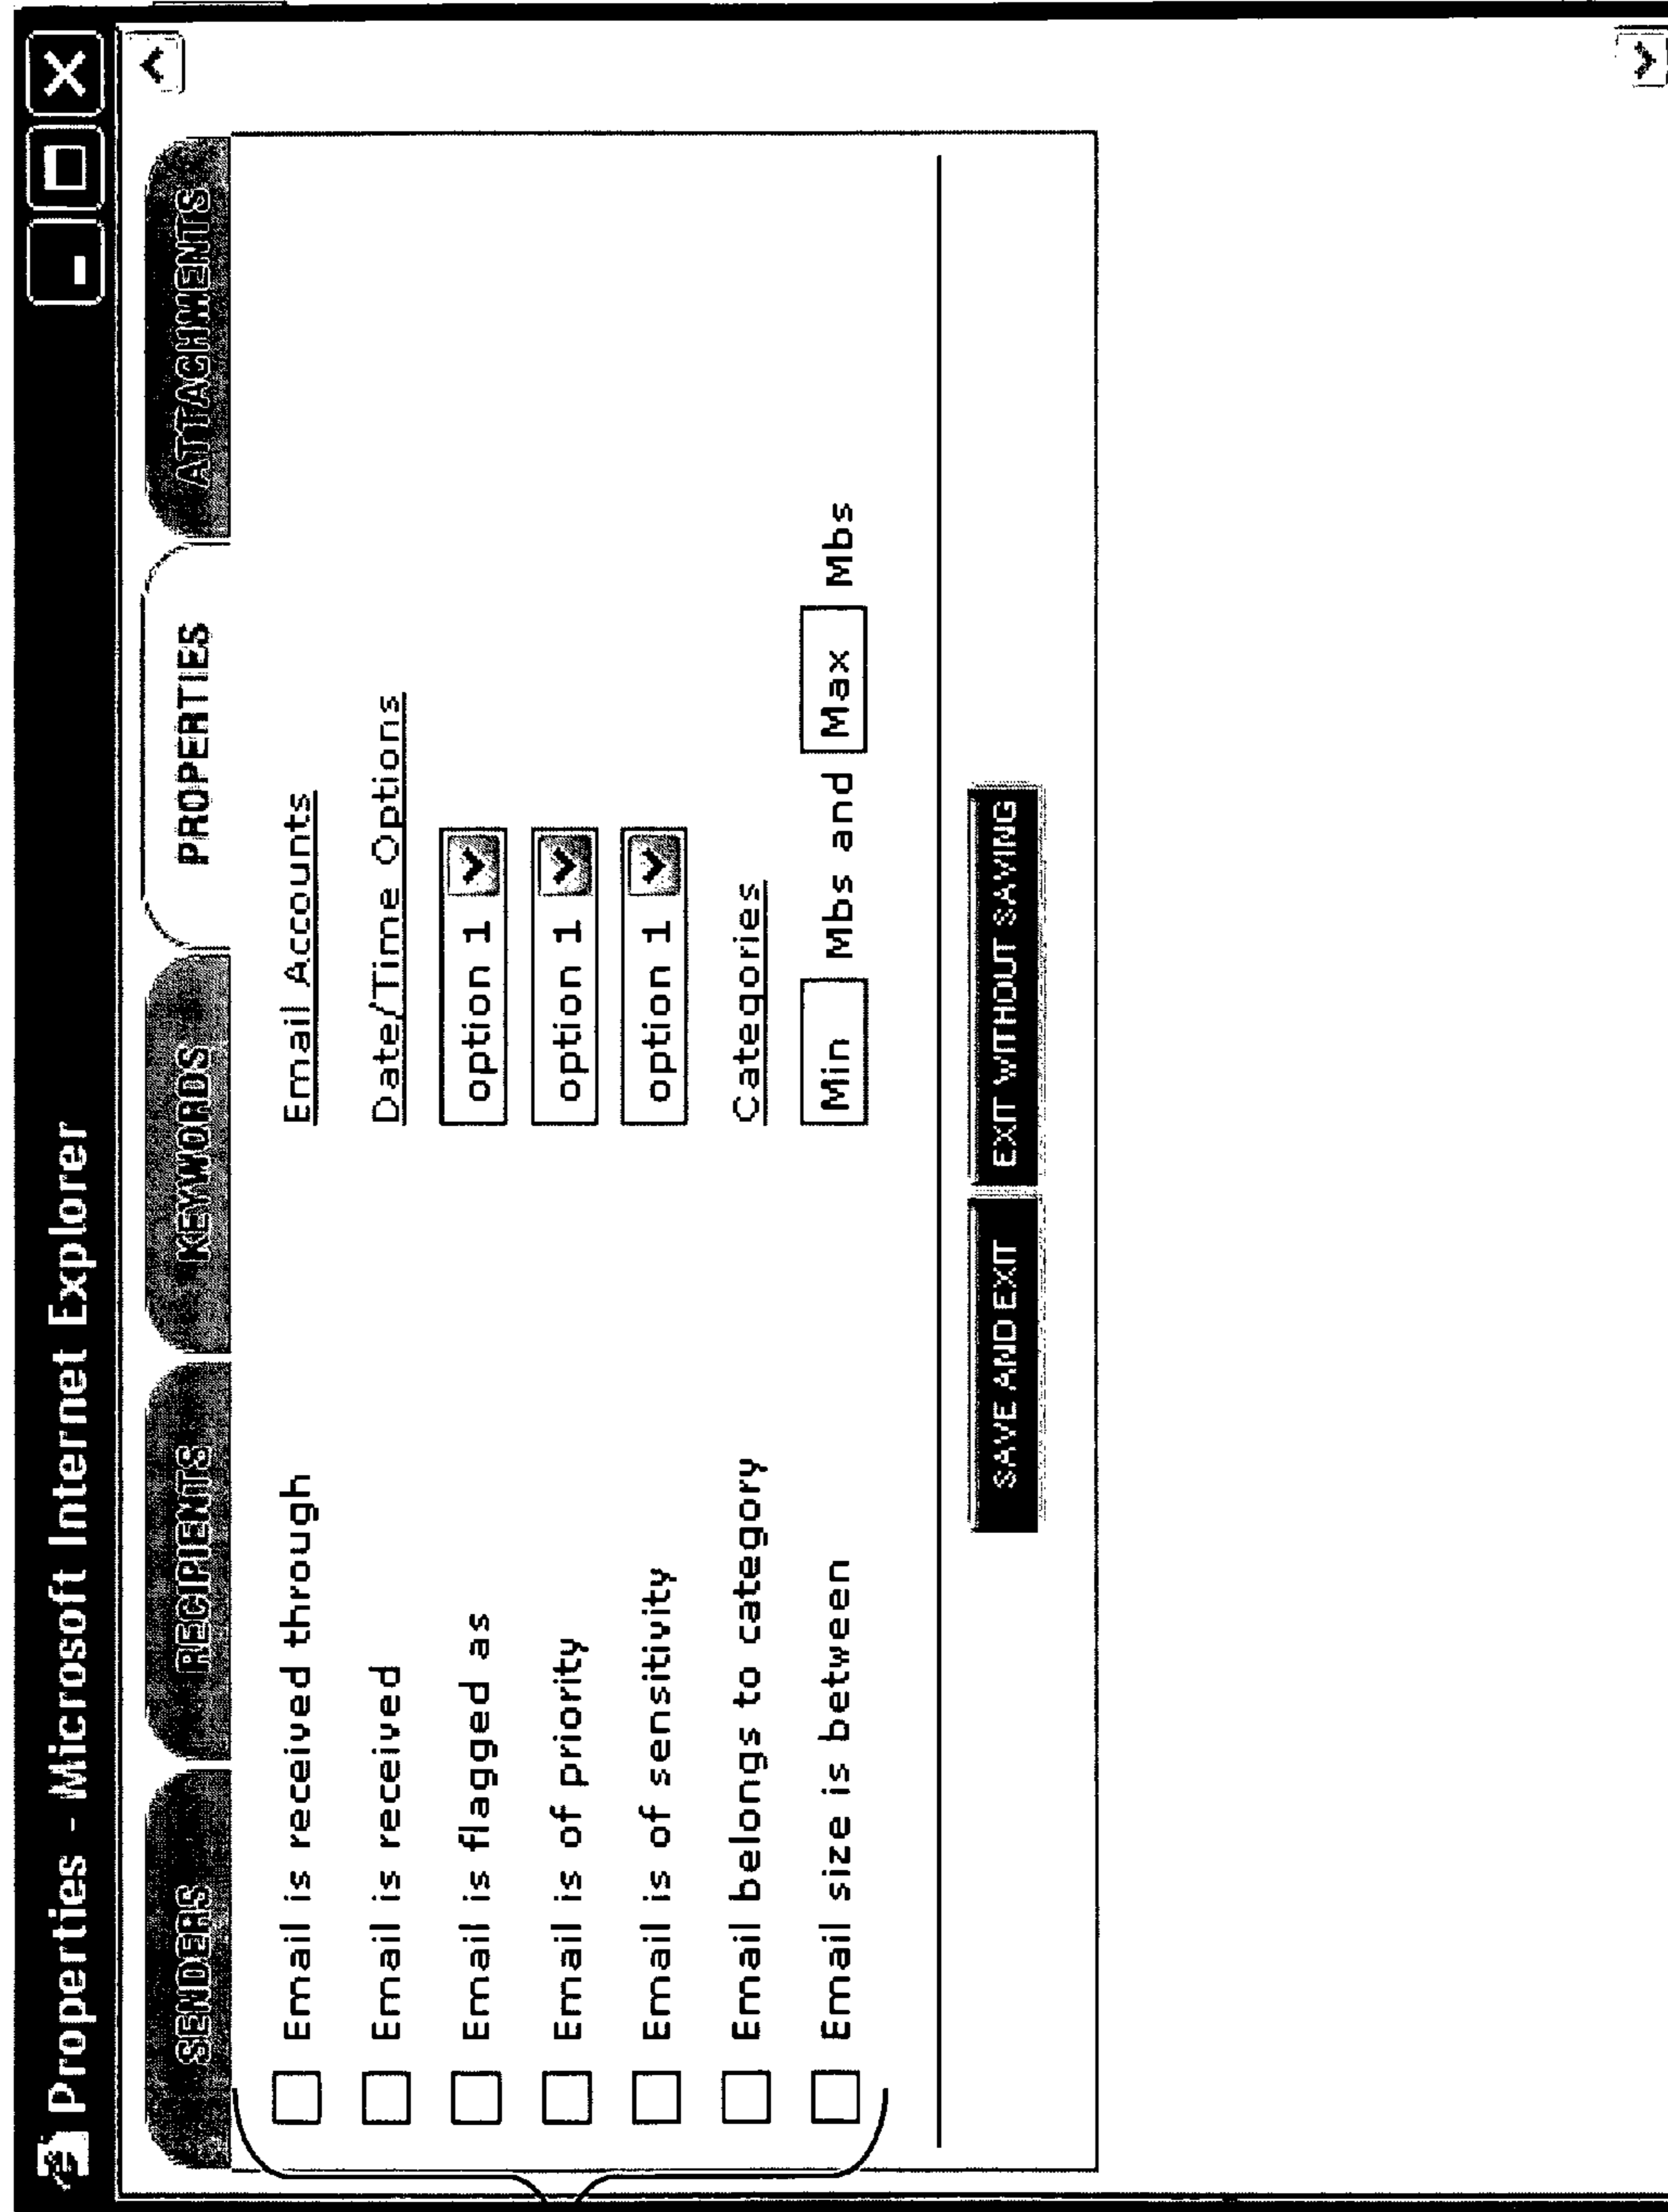 Properties - Microsoft Internet Explorer
SENDERS RECIPIENTS KEYWORDS PROPERTIES ATTACHMENTS
Email is received through Email Accounts
Email is received Date/Time Options
Email is flagged as option 1
Email is of priority option 1
Email is of sensitivity option 1
Email belongs to category Categories
Email size is between Min Mbs and Max Mbs
SAVE AND EXIT EXIT WITHOUT SAVING